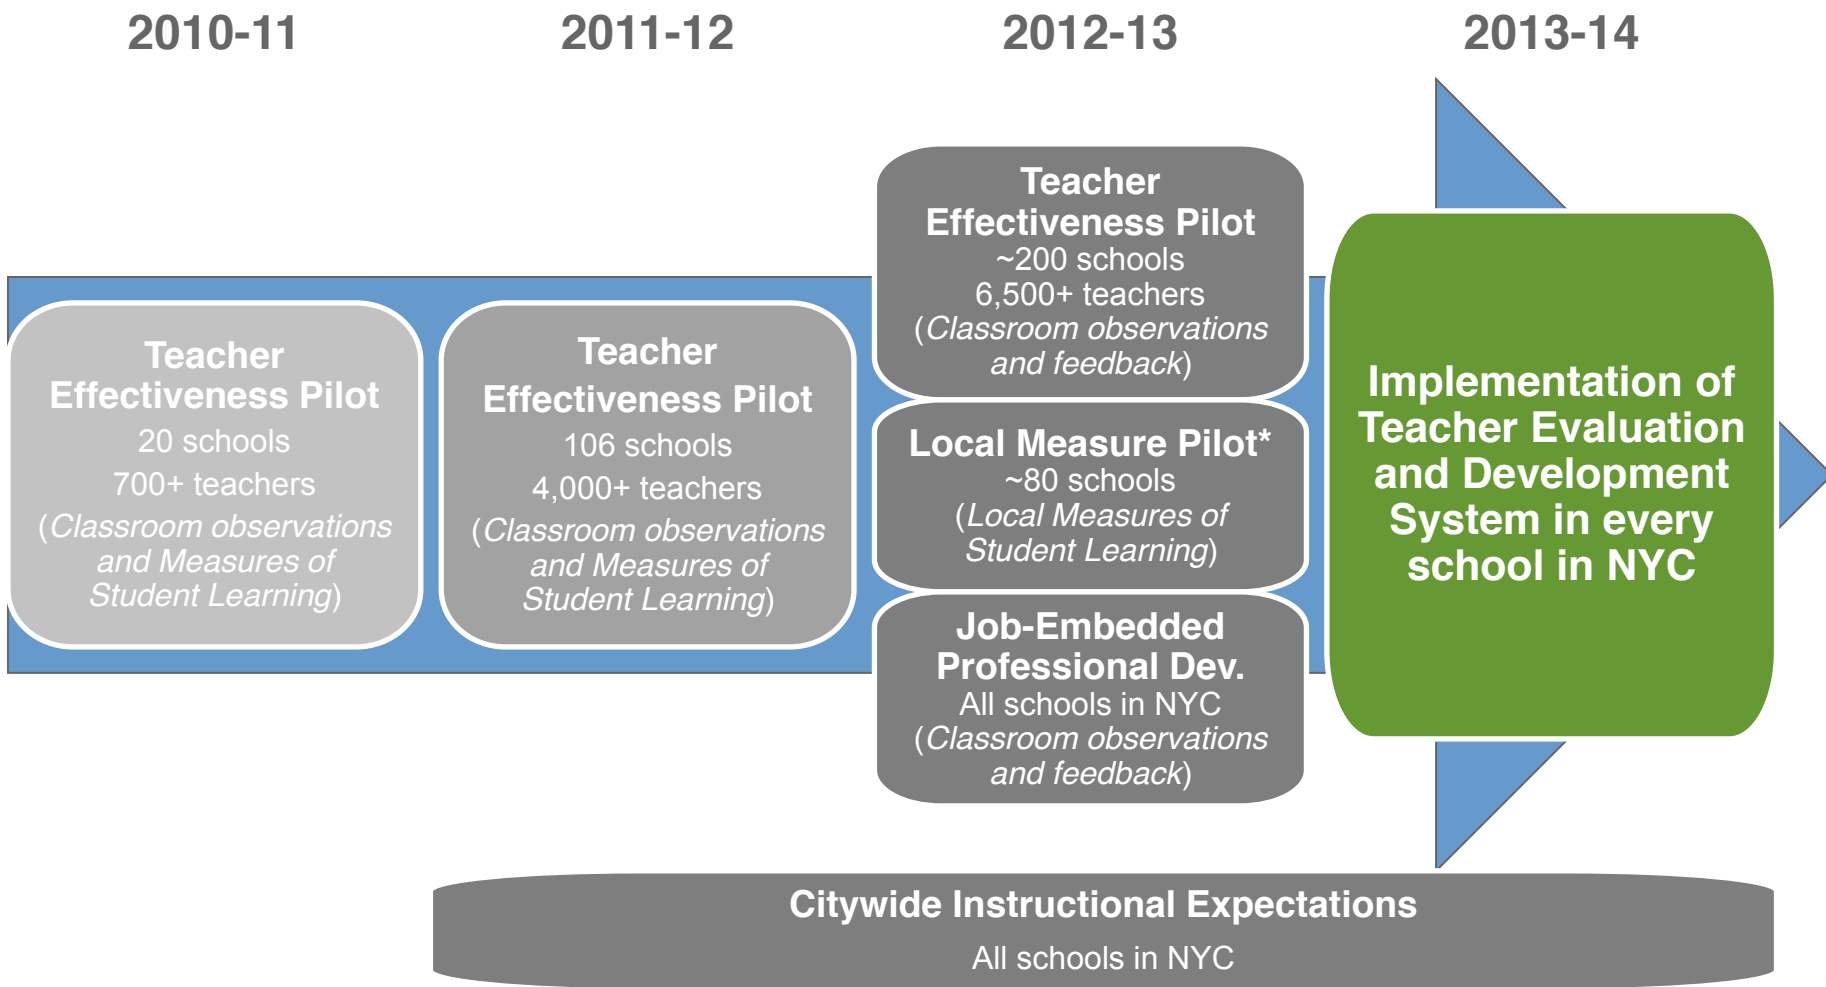 2010-11
2011-12
2012-13
2013-14
Teacher
Effectiveness Pilot
20 schools
700+ teachers
(Classroom observations
and Measures of
Student Learning)
Teacher
Effectiveness Pilot
106 schools
4,000+ teachers
(Classroom observations
and Measures of
Student Learning)
Teacher
Effectiveness Pilot
~200 schools
6,500+ teachers
(Classroom observations
and feedback)
Local Measure Pilot*
~80 schools
(Local Measures of
Student Learning)
Job-Embedded
Professional Dev.
All schools in NYC
(Classroom observations
and feedback)
Implementation of
Teacher Evaluation
and Development
System in every
school in NYC
Citywide Instructional Expectations
All schools in NYC